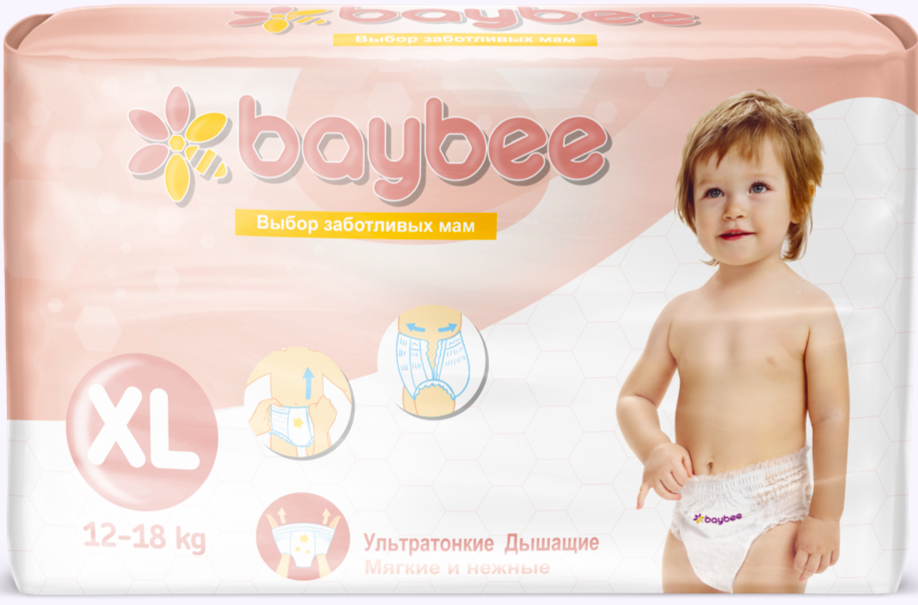 baybee
Выбор заботливых мам
baybee
Выбор заботливых мам
XL
12-18 kg
Ультратонкие Дышащие
Мягкие и нежные
baybee